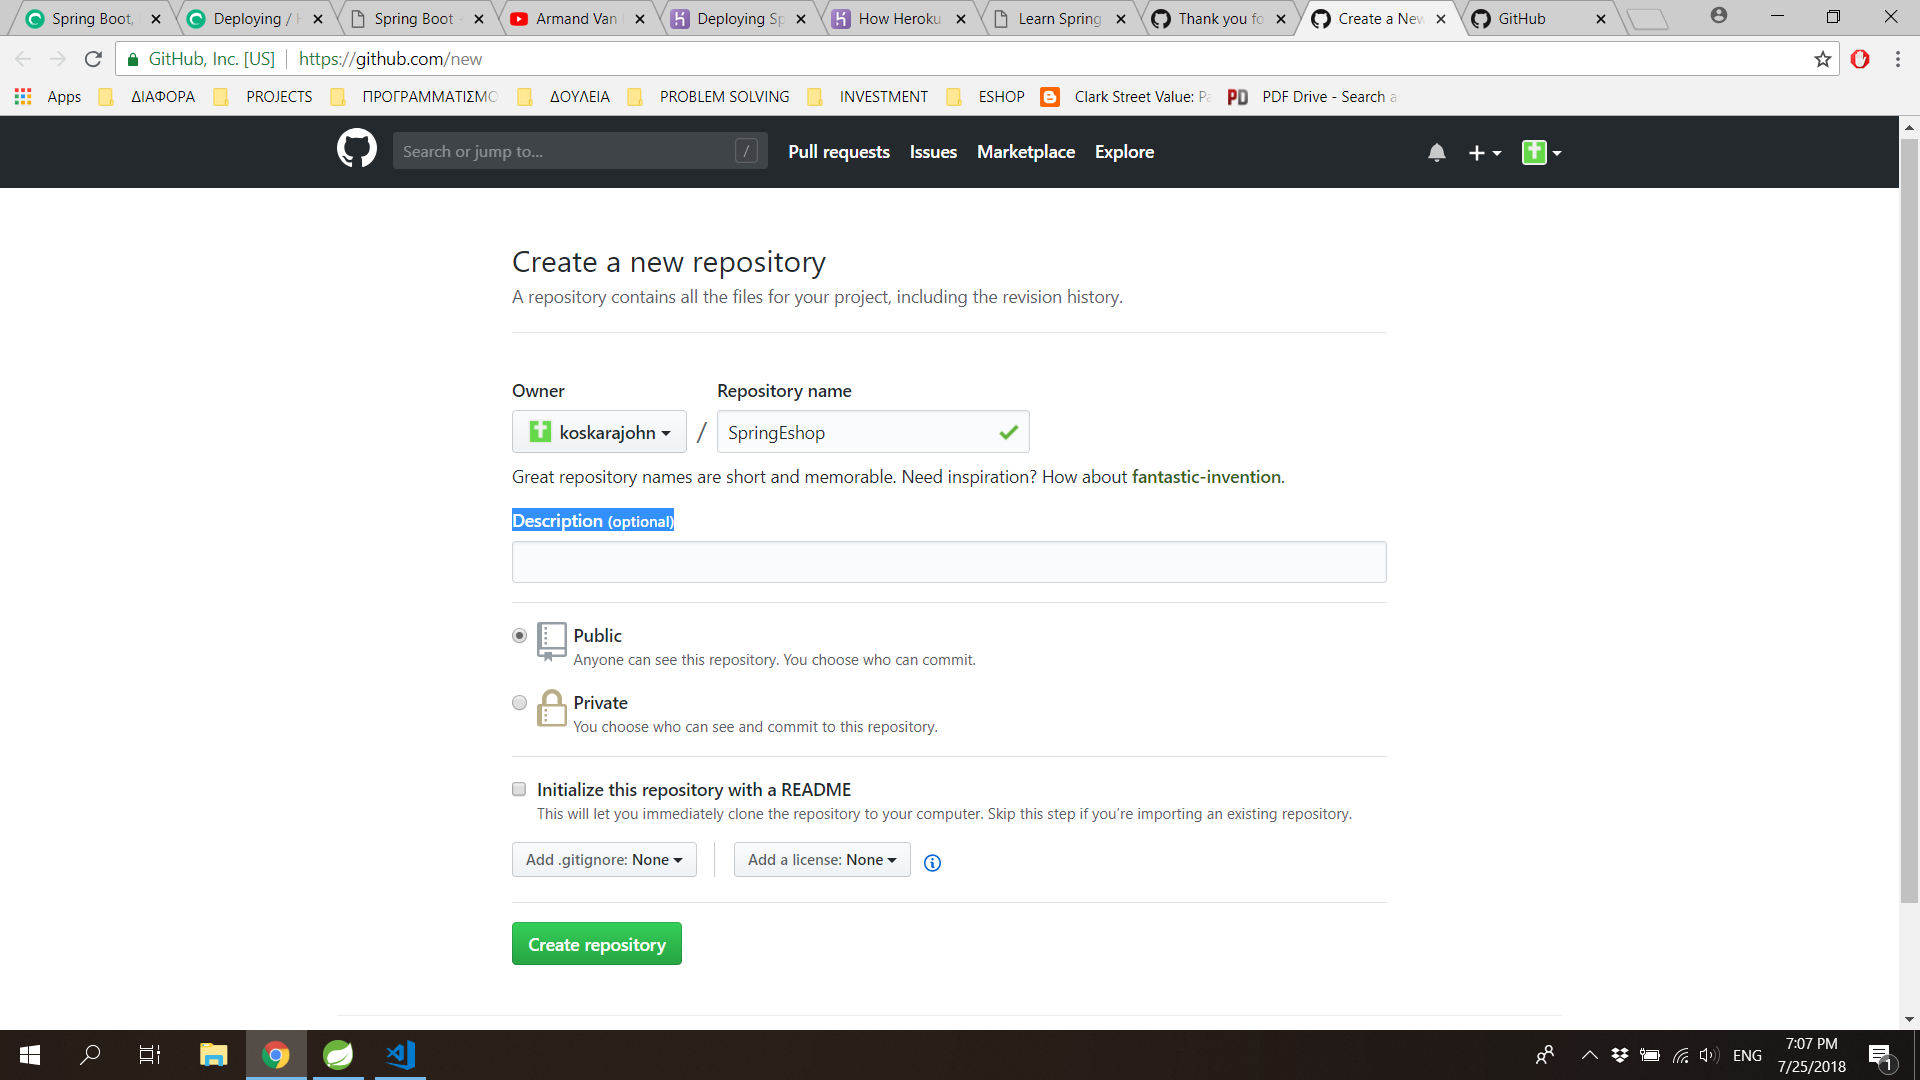 Spring Boot,
Deploying / H
Spring Boot
Armand Van
Deploying Sp
How Heroku
Learn Spring
Thank you fo
Create a New
GitHub
GitHub, Inc. [US]
https://github.com/new
Apps
ΔΙΑΦΟΡΑ
PROJECTS
ΠΡΟΓΡΑΜΜΑΤΙΣΜΟ
ΔΟΥΛΕΙΑ
PROBLEM SOLVING
INVESTMENT
ESHOP
Clark Street Value: Pa
PD
PDF Drive - Search a
Search or jump to...
/
Pull requests
Issues
Marketplace
Explore
Create a new repository
A repository contains all the files for your project, including the revision history.
Owner
Repository name
koskarajohn
/
SpringEshop
Great repository names are short and memorable. Need inspiration? How about fantastic-invention.
Description (optional)
Public
Anyone can see this repository. You choose who can commit.
Private
You choose who can see and commit to this repository.
Initialize this repository with a README
This will let you immediately clone the repository to your computer. Skip this step if you’re importing an existing repository.
Add .gitignore: None
Add a license: None
Create repository
ENG
7:07 PM
7/25/2018
1